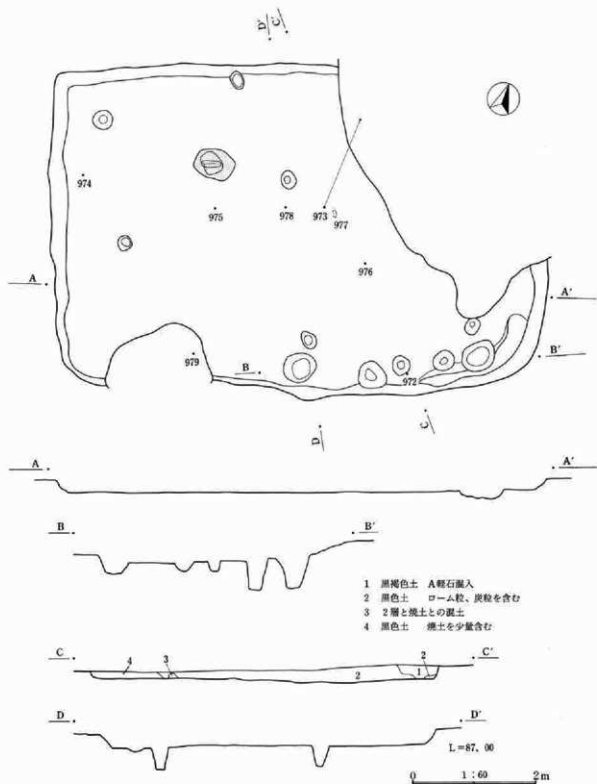 D' C'
974
975
978
973
977
976
979
972
A A'
B B'
D C
A A'
B B'
1 黒褐色土 A軽石混入
2 黒色土 ローム粒、炭粒を含む
3 2層と焼土との混土
4 黒色土 焼土を少量含む
C C'
4 3 2 1 2
D D'
L=87.00
0 1:60 2m